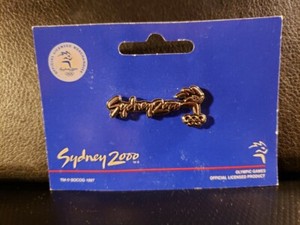 Sydney 2000
Sydney 2000
TM © SOCOG 1997
OLYMPIC GAMES
OFFICIAL LICENSED PRODUCT